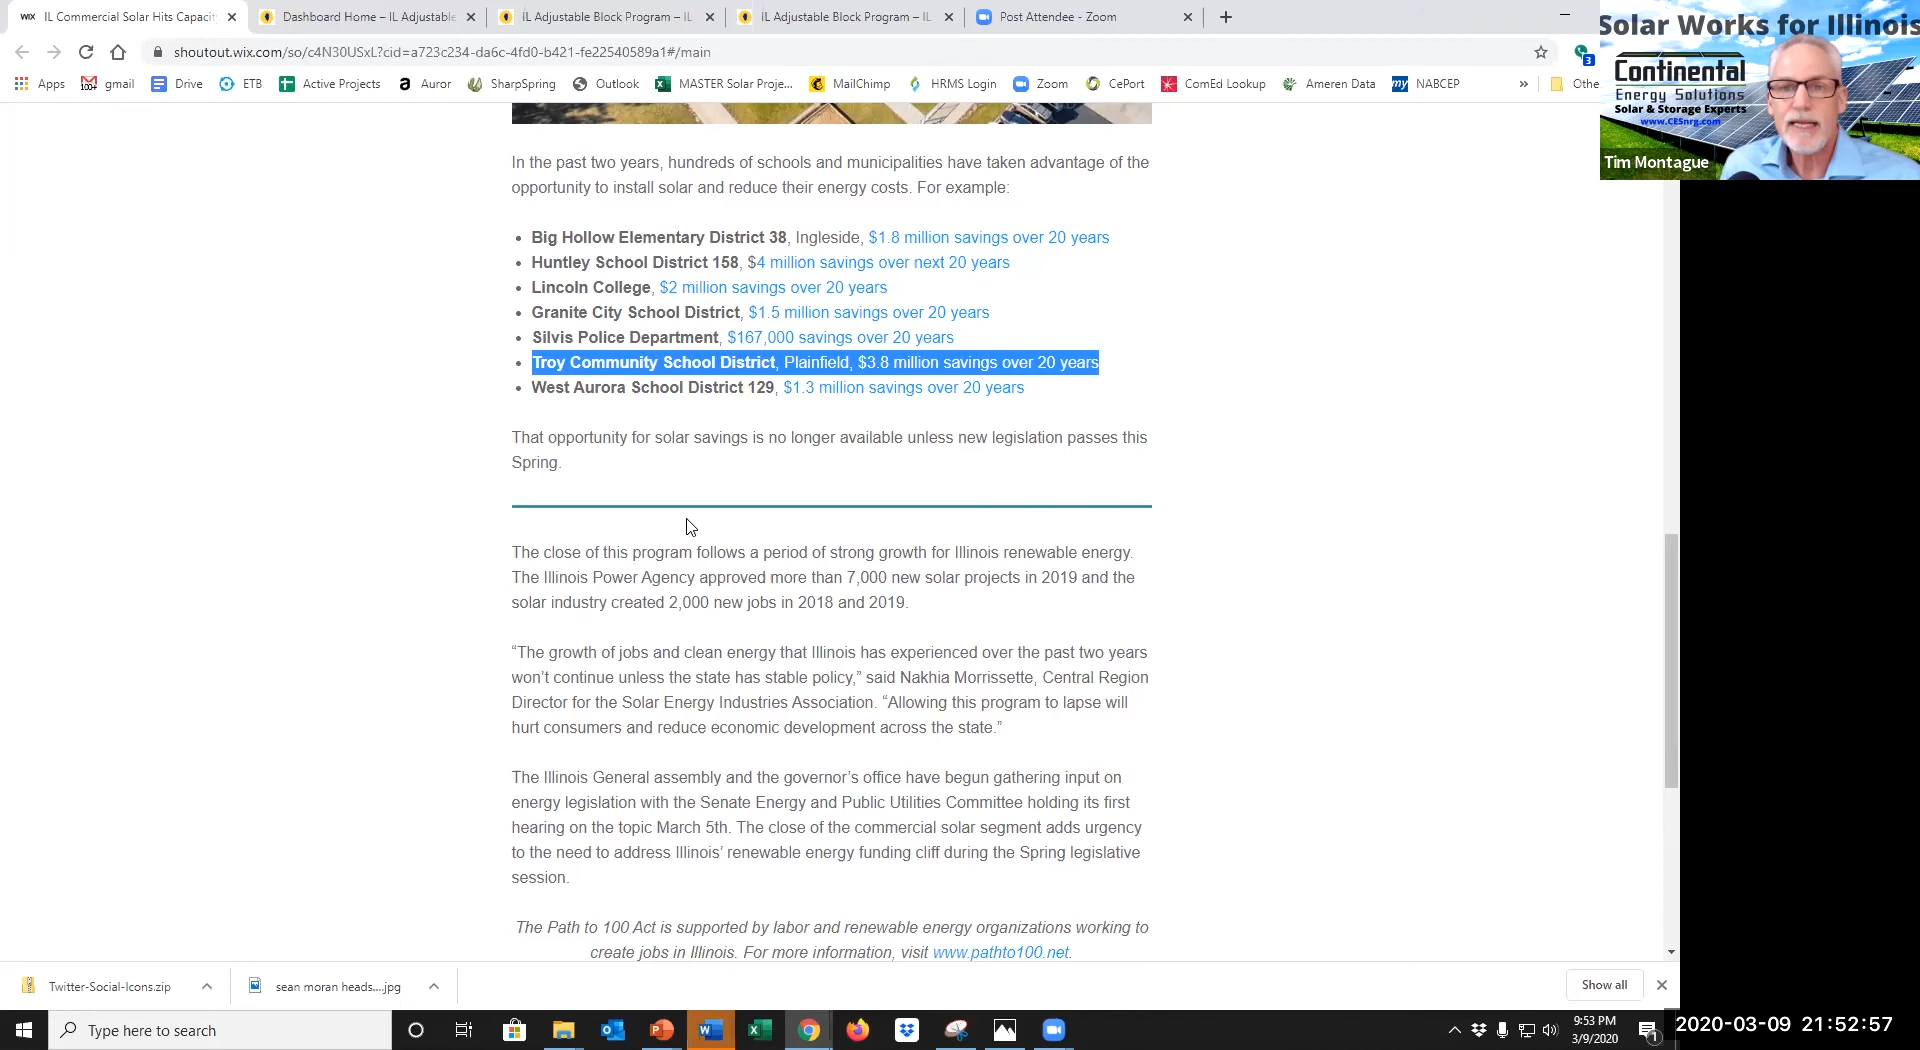 WiX IL Commercial Solar Hits Capacit
Dashboard Home – IL Adjustable
IL Adjustable Block Program – IL
IL Adjustable Block Program – IL
Post Attendee - Zoom
shoutout.wix.com/so/c4N30USxL?cid=a723c234-da6c-4fd0-b421-fe22540589a1#/main
3
Apps gmail Drive ETB Active Projects Auror SharpSpring Outlook MASTER Solar Proje... MailChimp HRMS Login Zoom CePort ComEd Lookup Ameren Data NABCEP » Othe
Solar Works for Illinois
Continental
Energy Solutions
Solar & Storage Experts
www.CESnrg.com
Tim Montague
In the past two years, hundreds of schools and municipalities have taken advantage of the
opportunity to install solar and reduce their energy costs. For example:
• Big Hollow Elementary District 38, Ingleside, $1.8 million savings over 20 years
• Huntley School District 158, $4 million savings over next 20 years
• Lincoln College, $2 million savings over 20 years
• Granite City School District, $1.5 million savings over 20 years
• Silvis Police Department, $167,000 savings over 20 years
• Troy Community School District, Plainfield, $3.8 million savings over 20 years
• West Aurora School District 129, $1.3 million savings over 20 years
That opportunity for solar savings is no longer available unless new legislation passes this
Spring.
The close of this program follows a period of strong growth for Illinois renewable energy.
The Illinois Power Agency approved more than 7,000 new solar projects in 2019 and the
solar industry created 2,000 new jobs in 2018 and 2019.
“The growth of jobs and clean energy that Illinois has experienced over the past two years
won’t continue unless the state has stable policy,” said Nakhia Morrissette, Central Region
Director for the Solar Energy Industries Association. “Allowing this program to lapse will
hurt consumers and reduce economic development across the state.”
The Illinois General assembly and the governor’s office have begun gathering input on
energy legislation with the Senate Energy and Public Utilities Committee holding its first
hearing on the topic March 5th. The close of the commercial solar segment adds urgency
to the need to address Illinois’ renewable energy funding cliff during the Spring legislative
session.
The Path to 100 Act is supported by labor and renewable energy organizations working to
create jobs in Illinois. For more information, visit www.pathto100.net.
Twitter-Social-Icons.zip
sean moran heads....jpg
Show all
Type here to search
9:53 PM
3/9/2020
1
2020-03-09 21:52:57